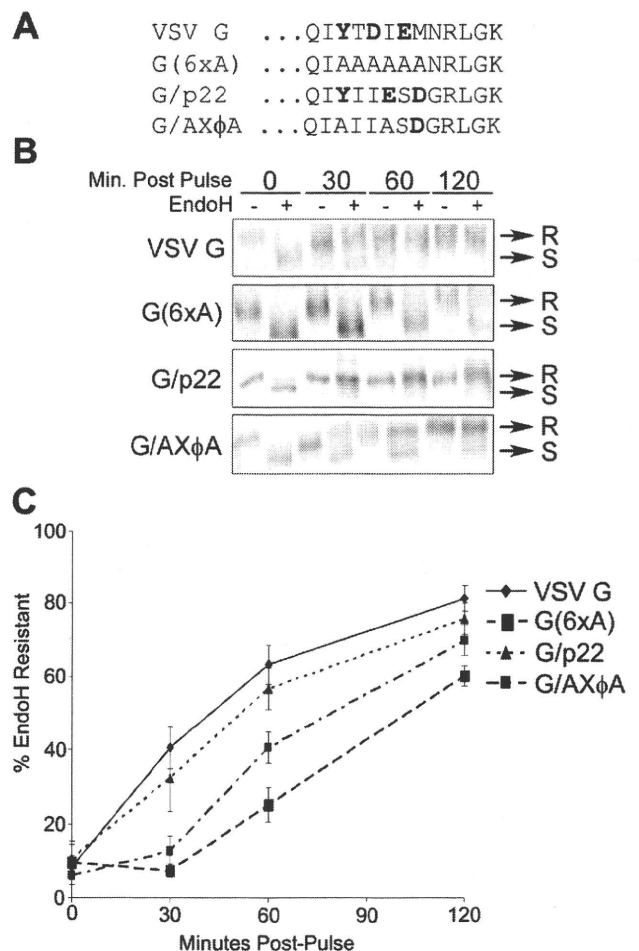 A
VSV G ...QIYTDIEMNRLGK
G(6xA) ...QIAAAAAANRLGK
G/p22 ...QIYIIESDGRLGK
G/AXϕA ...QIAIIASDGRLGK
B
Min. Post Pulse 0 30 60 120
EndoH - + - + - + - +
VSV G R
S
G(6xA) R
S
G/p22 R
S
G/AXϕA R
S
C
100
80
60
40
20
0
% EndoH Resistant
0 30 60 90 120
Minutes Post-Pulse
VSV G
G(6xA)
G/p22
G/AXϕA